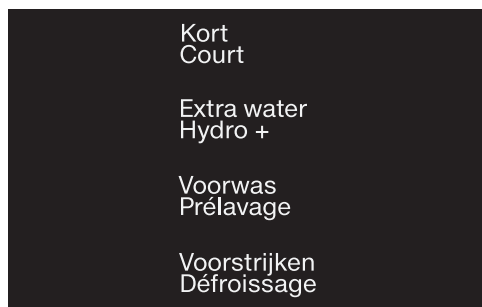 Kort
Court
Extra water
Hydro +
Voorwas
Prélavage
Voorstrijken
Défroissage